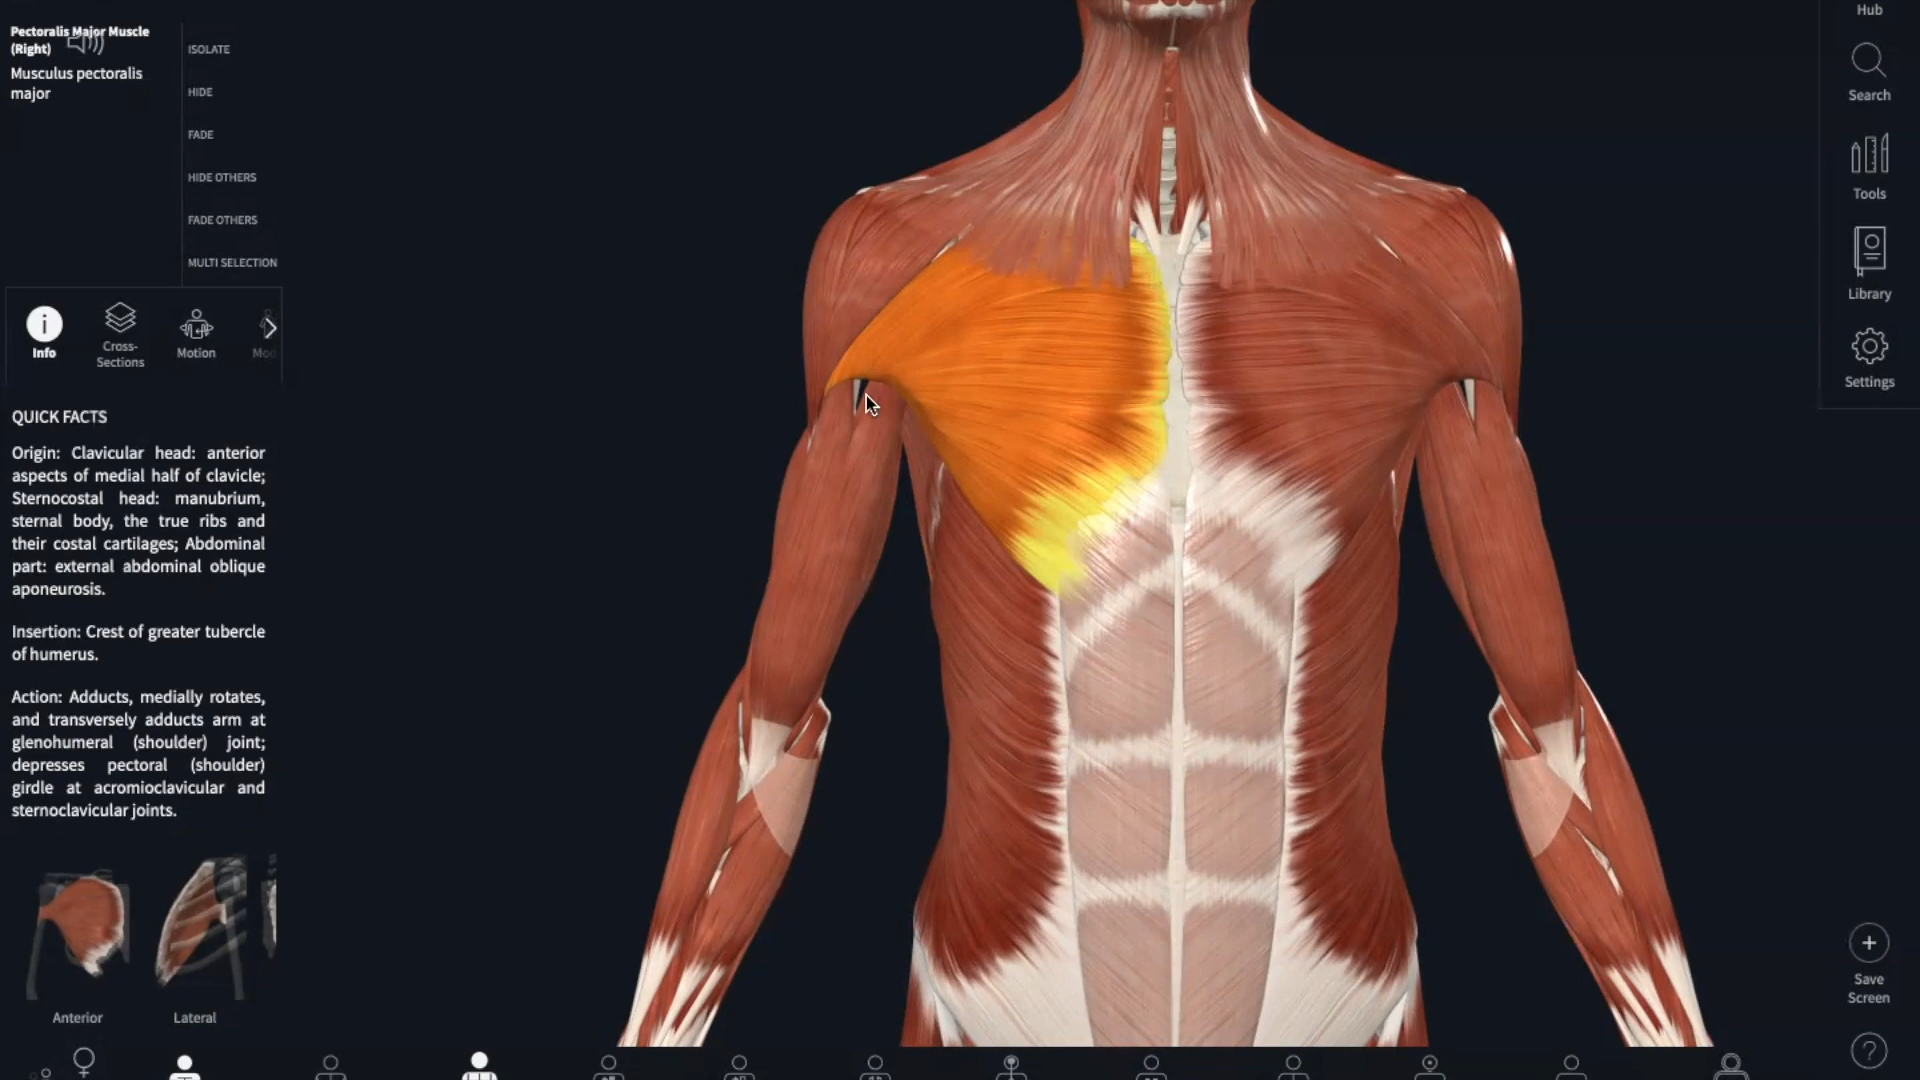 Pectoralis Major Muscle
(Right)
Musculus pectoralis
major
ISOLATE
HIDE
FADE
HIDE OTHERS
FADE OTHERS
MULTI SELECTION
Info
Cross-
Sections
Motion
QUICK FACTS
Origin: Clavicular head: anterior
aspects of medial half of clavicle;
Sternocostal head: manubrium,
sternal body, the true ribs and
their costal cartilages; Abdominal
part: external abdominal oblique
aponeurosis.
Insertion: Crest of greater tubercle
of humerus.
Action: Adducts, medially rotates,
and transversely adducts arm at
glenohumeral (shoulder) joint;
depresses pectoral (shoulder)
girdle at acromioclavicular and
sternoclavicular joints.
Anterior
Lateral
Hub
Search
Tools
Library
Settings
Save
Screen